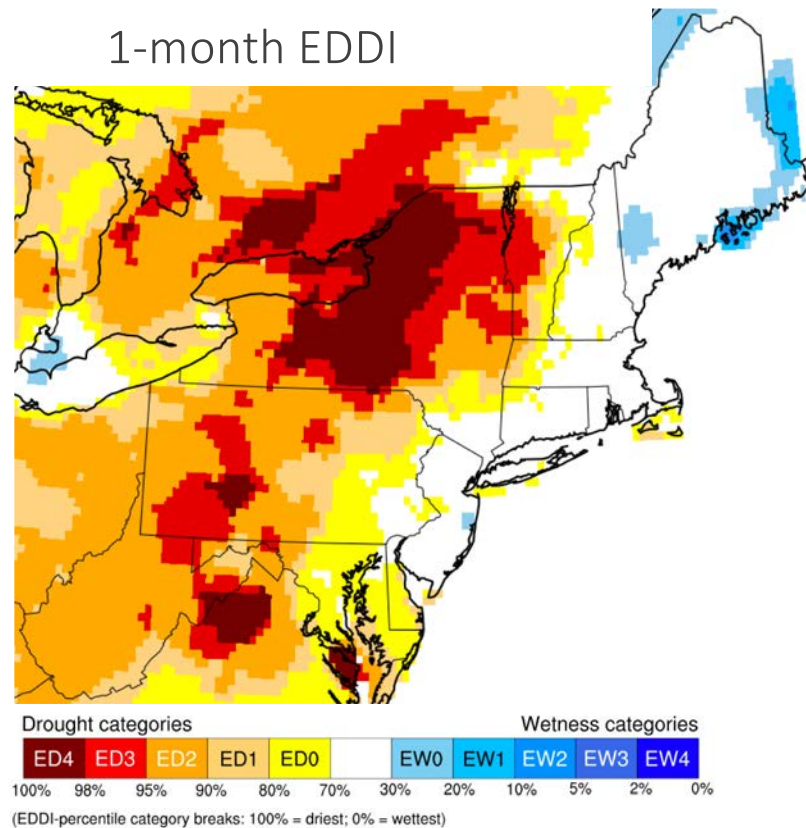 1-month EDDI
Drought categories Wetness categories
ED4 ED3 ED2 ED1 ED0 EW0 EW1 EW2 EW3 EW4
100% 98% 95% 90% 80% 70% 30% 20% 10% 5% 2% 0%
(EDDI-percentile category breaks: 100% = driest; 0% = wettest)